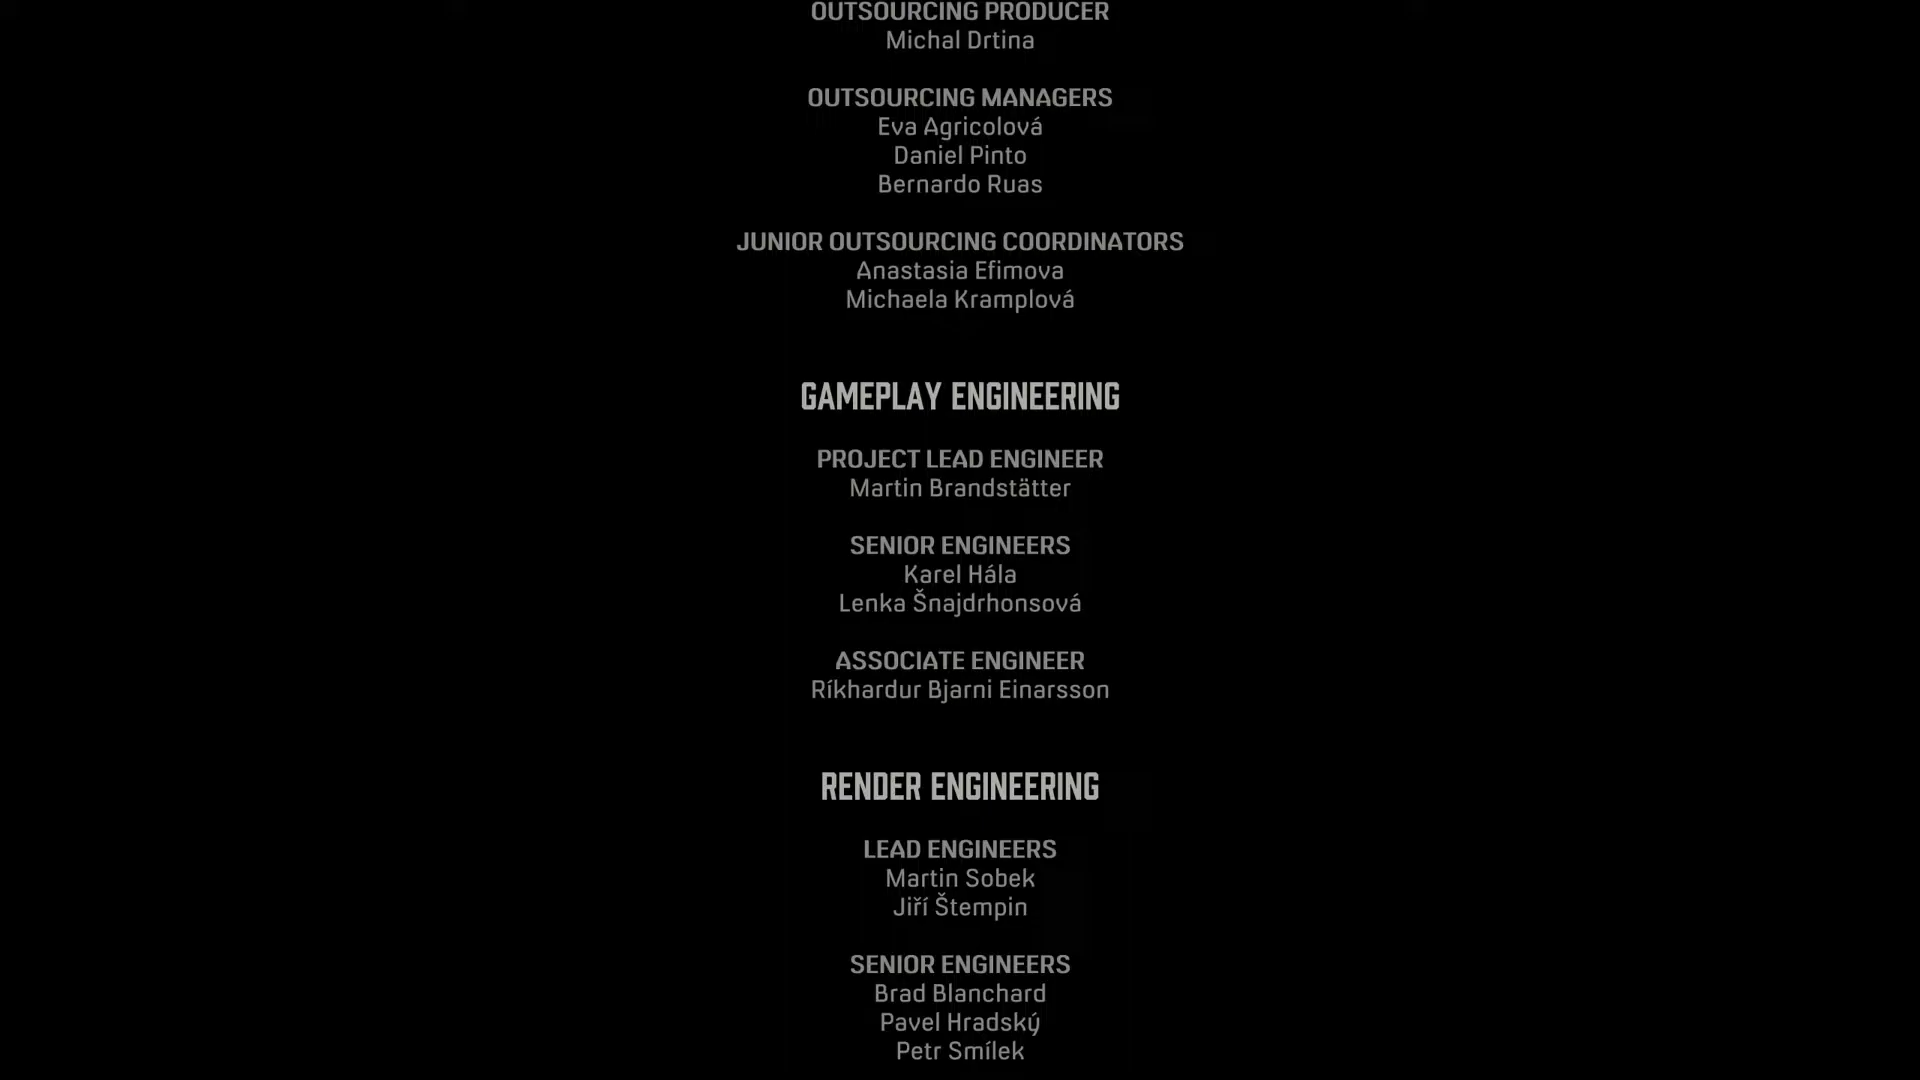 OUTSOURCING PRODUCER
Michal Drtina
OUTSOURCING MANAGERS
Eva Agricolová
Daniel Pinto
Bernardo Ruas
JUNIOR OUTSOURCING COORDINATORS
Anastasia Efimova
Michaela Kramplová
GAMEPLAY ENGINEERING
PROJECT LEAD ENGINEER
Martin Brandstätter
SENIOR ENGINEERS
Karel Hála
Lenka Šnajdrhonsová
ASSOCIATE ENGINEER
Ríkhardur Bjarni Einarsson
RENDER ENGINEERING
LEAD ENGINEERS
Martin Sobek
Jiří Štempin
SENIOR ENGINEERS
Brad Blanchard
Pavel Hradský
Petr Smílek